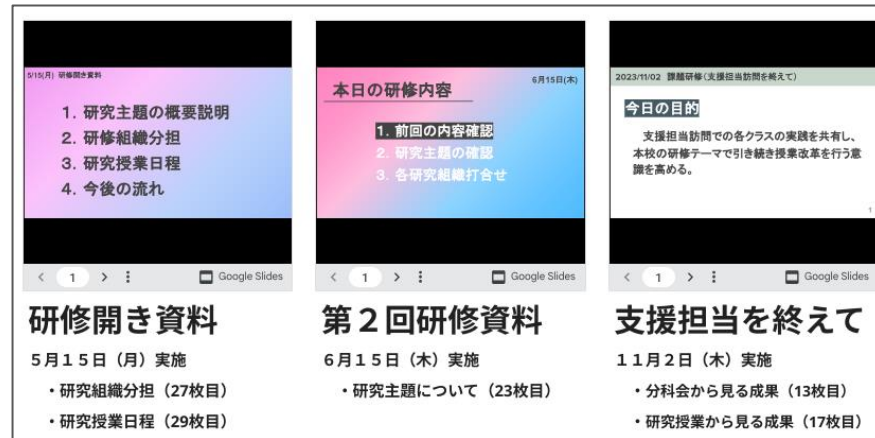 5/15(月) 研修開き資料
1. 研究主題の概要説明
2. 研修組織分担
3. 研究授業日程
4. 今後の流れ
1
Google Slides
研修開き資料
5月15日（月）実施
・研究組織分担（27枚目）
・研究授業日程（29枚目）
本日の研修内容
6月15日(木)
1. 前回の内容確認
2. 研究主題の確認
3. 各研究組織打合せ
1
Google Slides
第2回研修資料
6月15日（木）実施
・研究主題について（23枚目）
2023/11/02 課題研修(支援担当訪問を終えて)
今日の目的
支援担当訪問での各クラスの実践を共有し、
本校の研修テーマで引き続き授業改革を行う意
識を高める。
1
1
Google Slides
支援担当を終えて
11月2日（木）実施
・分科会から見る成果（13枚目）
・研究授業から見る成果（17枚目）